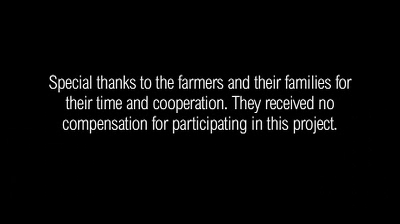 Special thanks to the farmers and their families for
their time and cooperation. They received no
compensation for participating in this project.